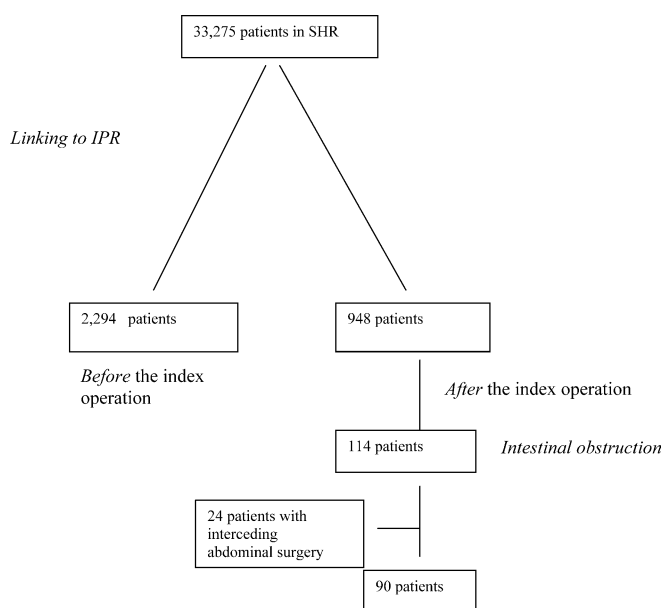 33,275 patients in SHR
Linking to IPR
2,294 patients
948 patients
Before the index
operation
After the index operation
114 patients
Intestinal obstruction
24 patients with
interceding
abdominal surgery
90 patients